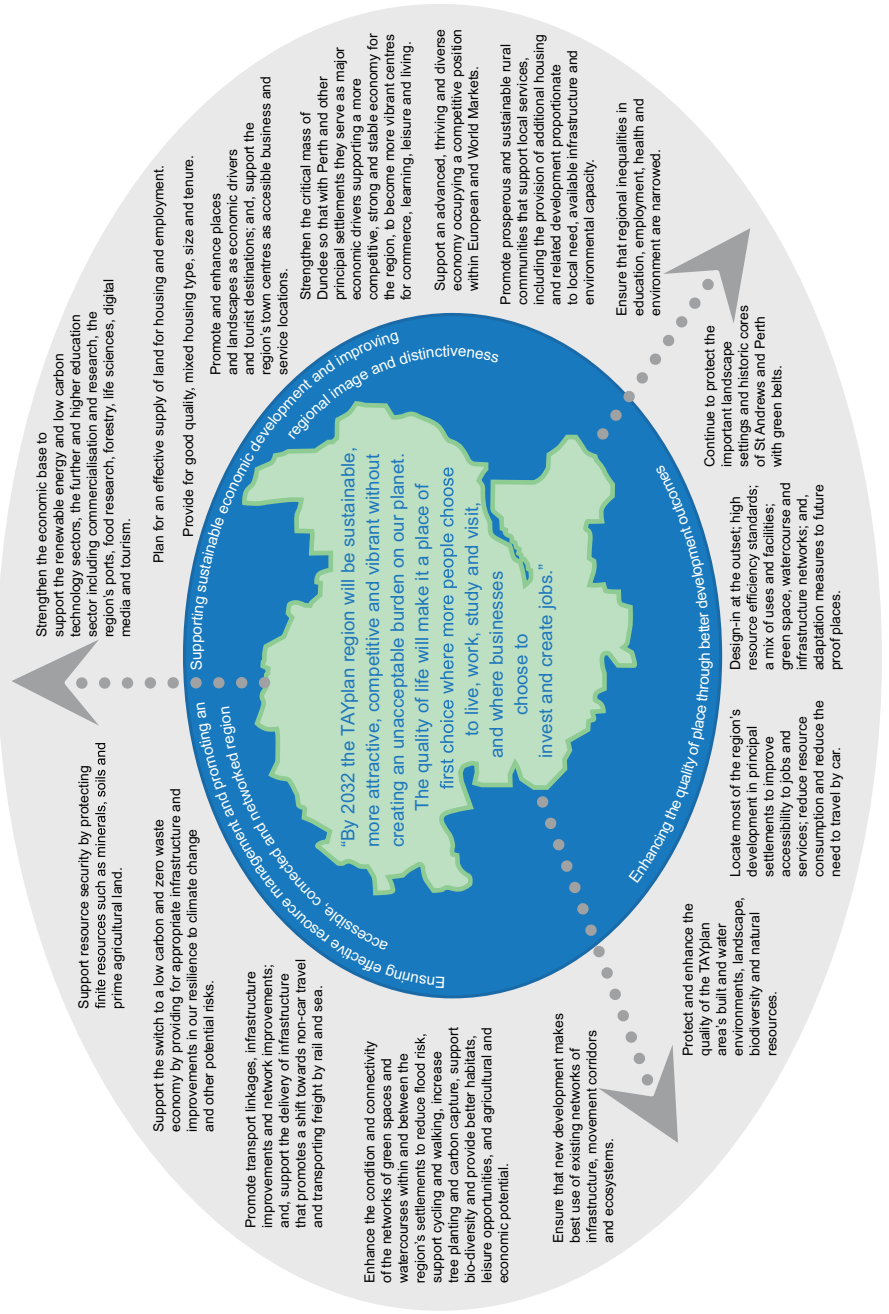 “By 2032 the TAYplan region will be sustainable,
more attractive, competitive and vibrant without
creating an unacceptable burden on our planet.
The quality of life will make it a place of
first choice where more people choose
to live, work, study and visit,
and where businesses
choose to
invest and create jobs.”
Supporting sustainable economic development and improving
regional image and distinctiveness
Strengthen the economic base to
support the renewable energy and low carbon
technology sectors, the further and higher education
sector including commercialisation and research, the
region’s ports, food research, forestry, life sciences, digital
media and tourism.
Plan for an effective supply of land for housing and employment.
Provide for good quality, mixed housing type, size and tenure.
Promote and enhance places
and landscapes as economic drivers
and tourist destinations; and, support the
region’s town centres as accesible business and
service locations.
Strengthen the critical mass of
Dundee so that with Perth and other
principal settlements they serve as major
economic drivers supporting a more
competitive, strong and stable economy for
the region, to become more vibrant centres
for commerce, learning, leisure and living.
Support an advanced, thriving and diverse
economy occupying a competitive position
within European and World Markets.
Promote prosperous and sustainable rural
communities that support local services,
including the provision of additional housing
and related development proportionate
to local need, available infrastructure and
environmental capacity.
Ensure that regional inequalities in
education, employment, health and
environment are narrowed.
Enhancing the quality of place through better development outcomes
Continue to protect the
important landscape
settings and historic cores
of St Andrews and Perth
with green belts.
Design-in at the outset; high
resource efficiency standards;
a mix of uses and facilities;
green space, watercourse and
infrastructure networks; and,
adaptation measures to future
proof places.
Locate most of the region’s
development in principal
settlements to improve
accessibility to jobs and
services; reduce resource
consumption and reduce the
need to travel by car.
Protect and enhance the
quality of the TAYplan
area’s built and water
environments, landscape,
biodiversity and natural
resources.
Ensuring effective resource management and promoting an
accessible, connected and networked region
Support resource security by protecting
finite resources such as minerals, soils and
prime agricultural land.
Support the switch to a low carbon and zero waste
economy by providing for appropriate infrastructure and
improvements in our resilience to climate change
and other potential risks.
Promote transport linkages, infrastructure
improvements and network improvements;
and, support the delivery of infrastructure
that promotes a shift towards non-car travel
and transporting freight by rail and sea.
Enhance the condition and connectivity
of the networks of green spaces and
watercourses within and between the
region’s settlements to reduce flood risk,
support cycling and walking, increase
tree planting and carbon capture, support
bio-diversity and provide better habitats,
leisure opportunities, and agricultural and
economic potential.
Ensure that new development makes
best use of existing networks of
infrastructure, movement corridors
and ecosystems.